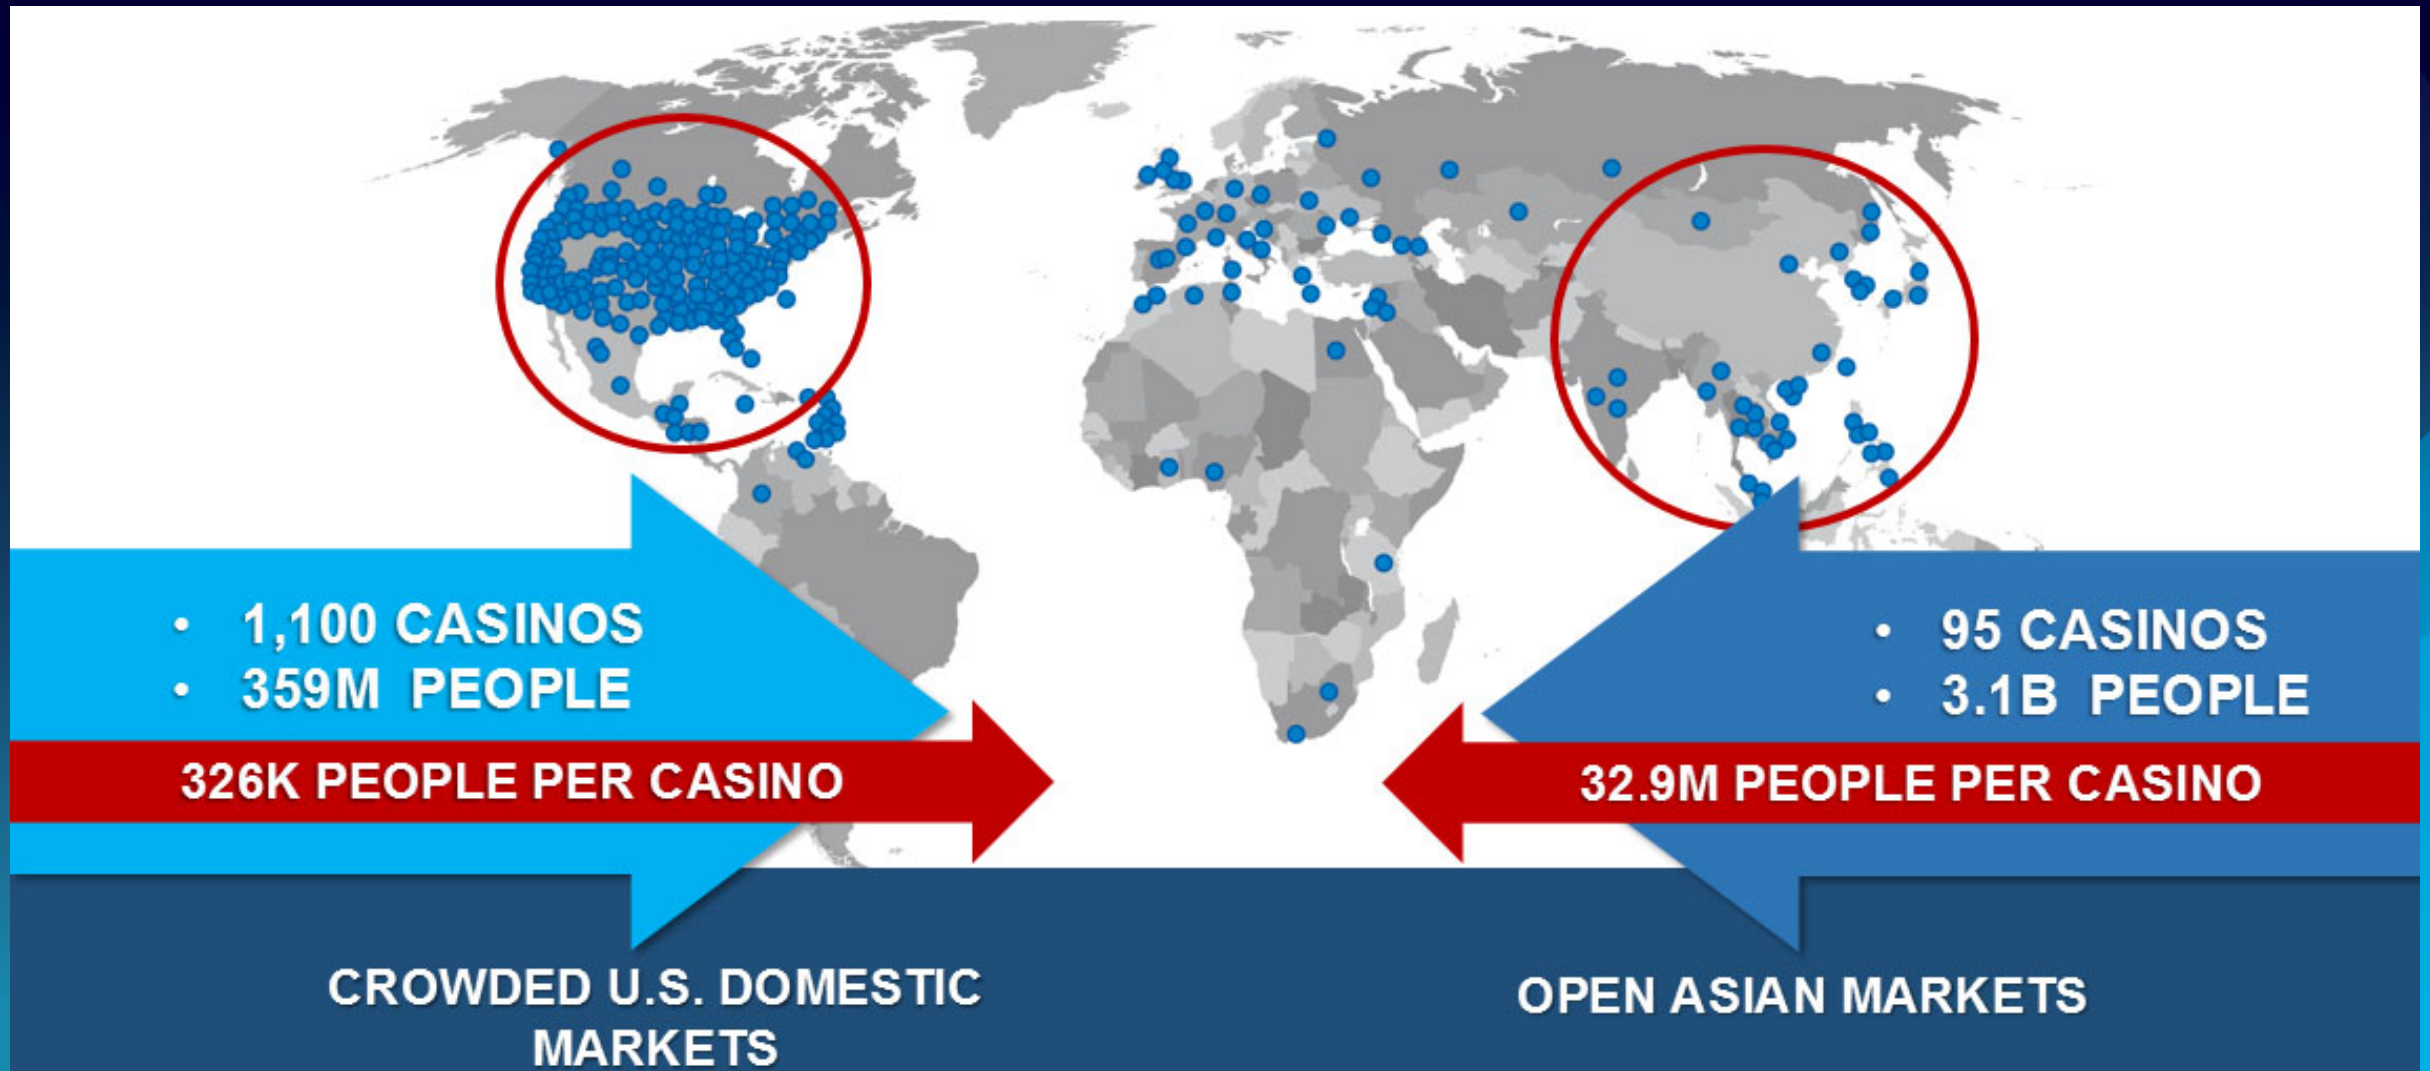 • 1,100 CASINOS
• 359M PEOPLE
326K PEOPLE PER CASINO
CROWDED U.S. DOMESTIC
MARKETS
• 95 CASINOS
• 3.1B PEOPLE
32.9M PEOPLE PER CASINO
OPEN ASIAN MARKETS